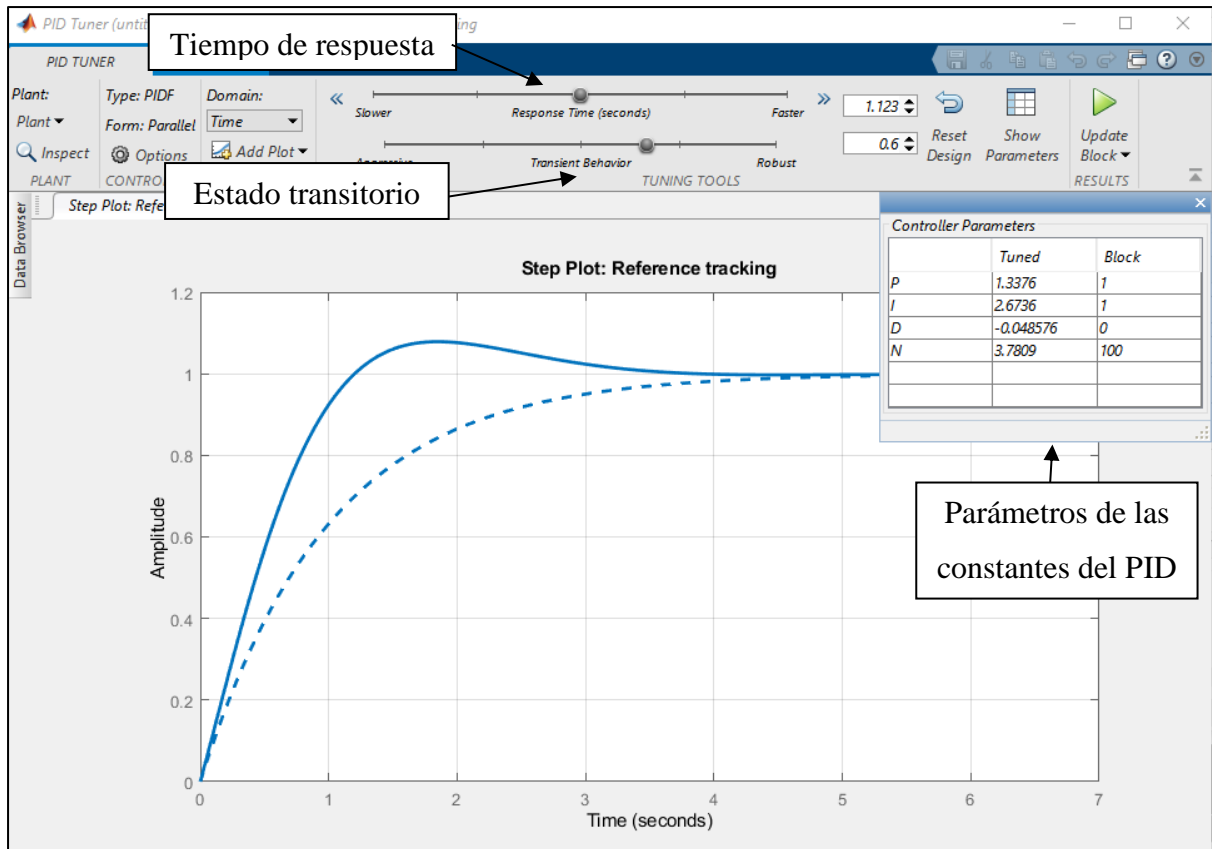 PID Tuner (untit
ing
Tiempo de respuesta
PID TUNER
Plant:
Type: PIDF
Domain:
Plant
Form: Parallel
Time
Inspect
Options
Add Plot
PLANT
Slower
Response Time (seconds)
Faster
1.123
Transient Behavior
Robust
0.6
TUNING TOOLS
Reset
Design
Show
Parameters
Update
Block
RESULTS
Estado transitorio
Data Browser
Controller Parameters
Tuned Block
P 1.3376 1
I 2.6736 1
D -0.048576 0
N 3.7809 100
Parámetros de las
constantes del PID
Step Plot: Reference tracking
Amplitude
1.2
1
0.8
0.6
0.4
0.2
0
0 1 2 3 4 5 6 7
Time (seconds)